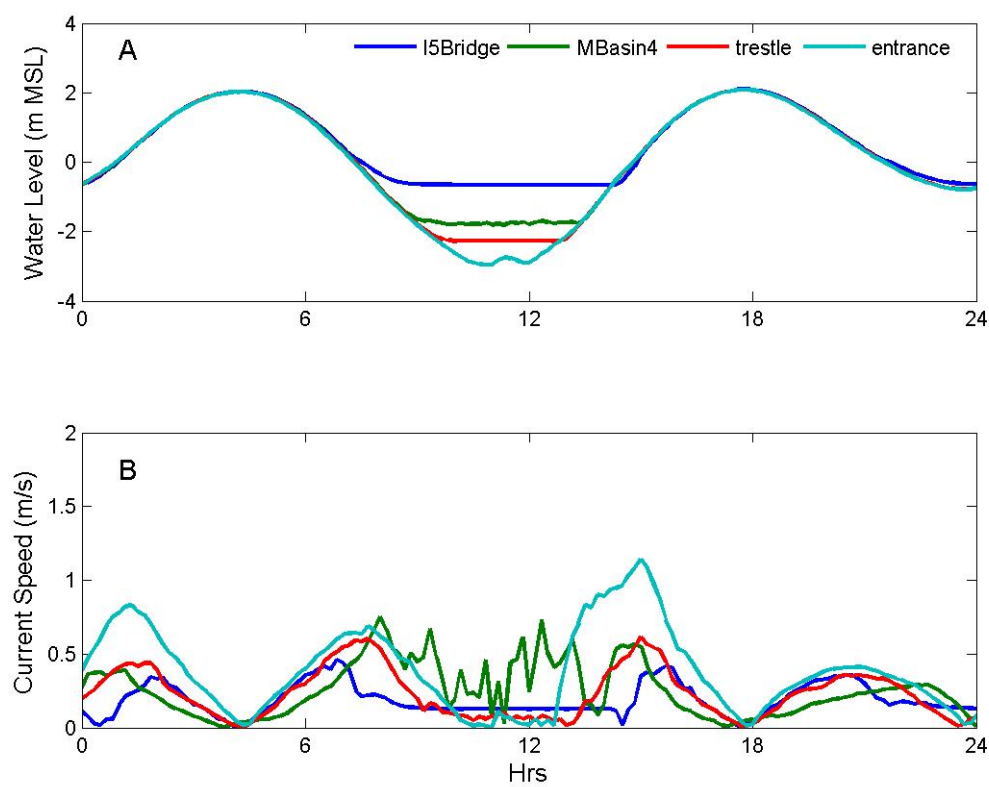 A
I5Bridge MBasin4 trestle entrance
Water Level (m MSL)
4
2
0
-2
-4
0 6 12 18 24
B
Current Speed (m/s)
2
1.5
1
0.5
0
0 6 12 18 24
Hrs